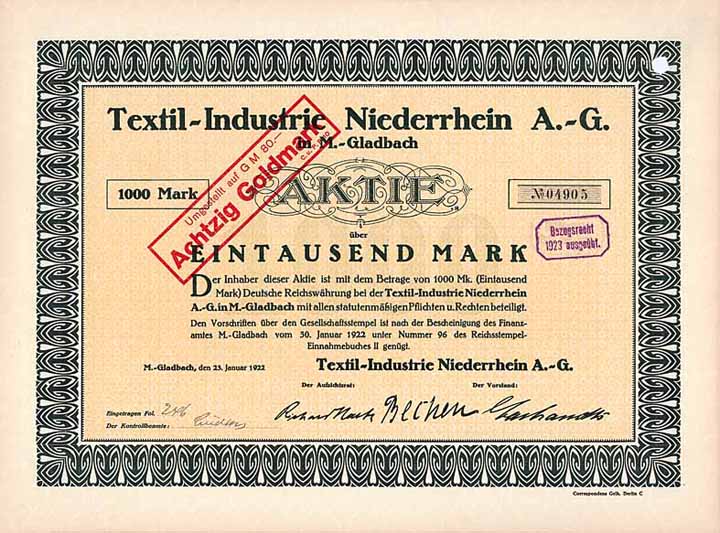 Textil-Industrie Niederrhein A.-G.
in M.-Gladbach
Umgestellt auf G M 80.—
Achtzig Goldmark
1000 Mark
AKTIE
№ 04905
über
EINTAUSEND MARK
Bezugsrecht
1923 ausgeübt.
Der Inhaber dieser Aktie ist mit dem Betrage von 1000 Mk. (Eintausend
Mark) Deutsche Reichswährung bei der Textil-Industrie Niederrhein
A.-G. in M.-Gladbach mit allen statutenmäßigen Pflichten u. Rechten beteiligt.
Den Vorschriften über den Gesellschaftsstempel ist nach der Bescheinigung des Finanz-
amtes M.-Gladbach vom 30. Januar 1922 unter Nummer 96 des Reichsstempel-
Einnahmebuches II genügt.
M.-Gladbach, den 23. Januar 1922
Textil-Industrie Niederrhein A.-G.
Der Aufsichtsrat:
Der Vorstand:
Eingetragen Fol.
Der Kontrollbeamte:
Correspondenz Gelb. Berlin C